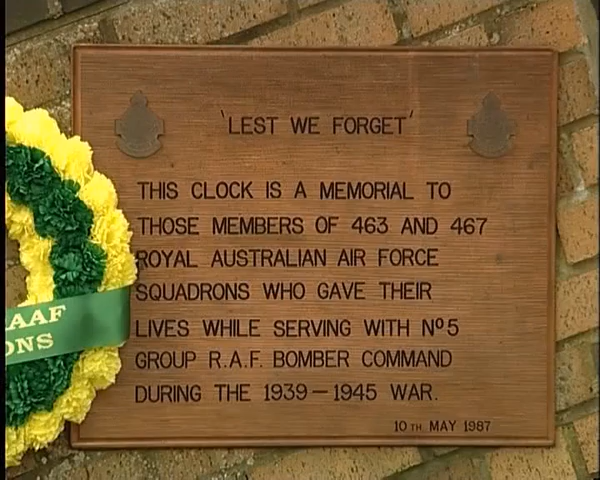 'LEST WE FORGET'
THIS CLOCK IS A MEMORIAL TO
THOSE MEMBERS OF 463 AND 467
ROYAL AUSTRALIAN AIR FORCE
SQUADRONS WHO GAVE THEIR
LIVES WHILE SERVING WITH Nº5
GROUP R.A.F. BOMBER COMMAND
DURING THE 1939-1945 WAR.
10TH MAY 1987
AAF
ONS